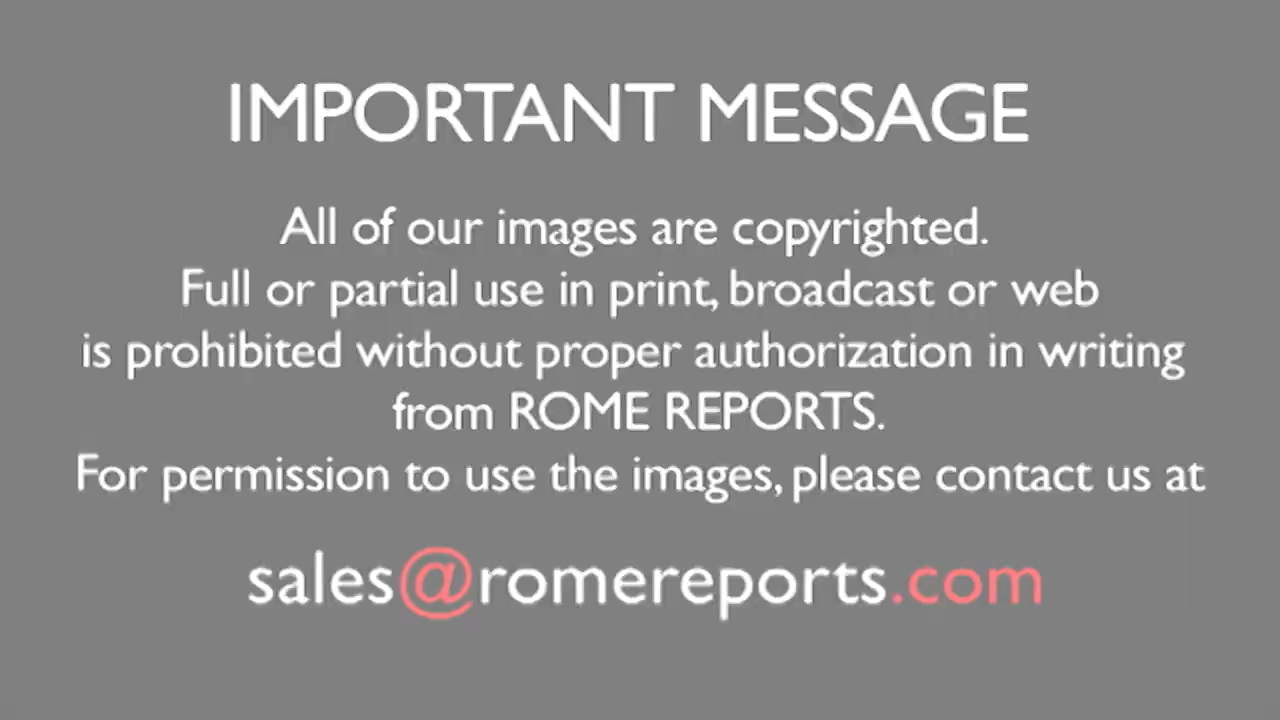 IMPORTANT MESSAGE
All of our images are copyrighted.
Full or partial use in print, broadcast or web
is prohibited without proper authorization in writing
from ROME REPORTS.
For permission to use the images, please contact us at
sales@romereports.com